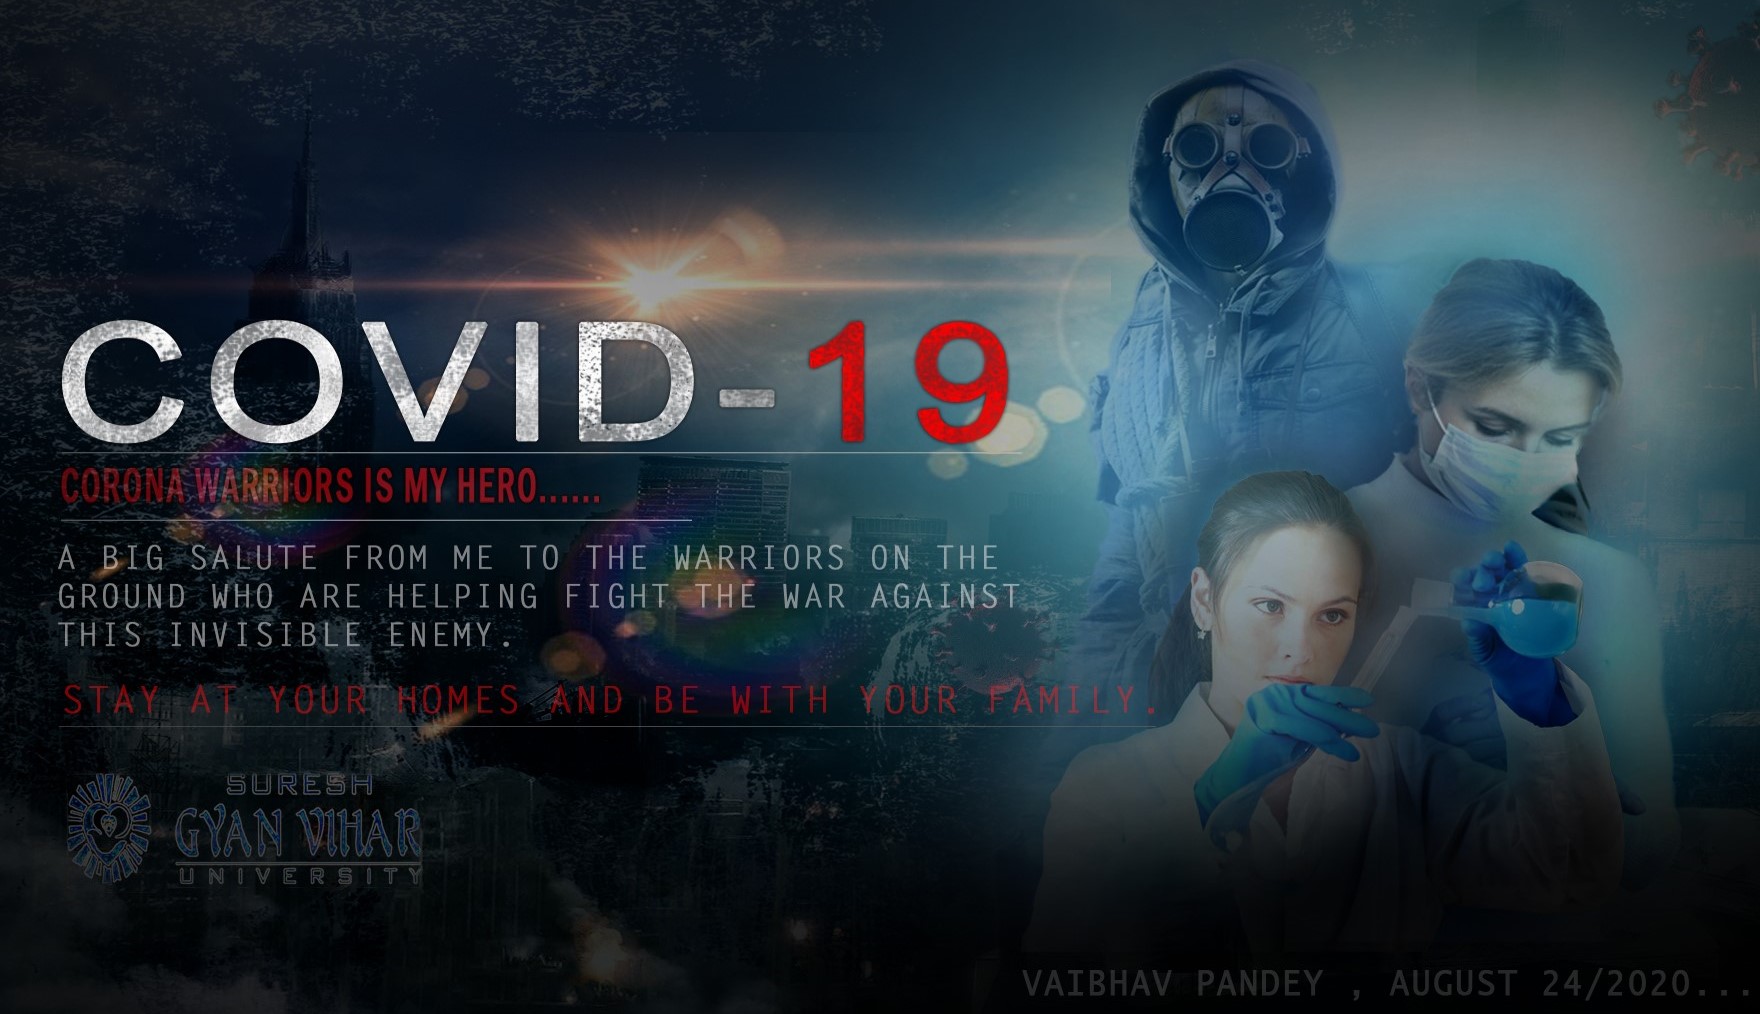 COVID-19
CORONA WARRIORS IS MY HERO......
A BIG SALUTE FROM ME TO THE WARRIORS ON THE
GROUND WHO ARE HELPING FIGHT THE WAR AGAINST
THIS INVISIBLE ENEMY.
STAY AT YOUR HOMES AND BE WITH YOUR FAMILY.
SURESH
GYAN VIHAR
UNIVERSITY
VAIBHAV PANDEY , AUGUST 24/2020...